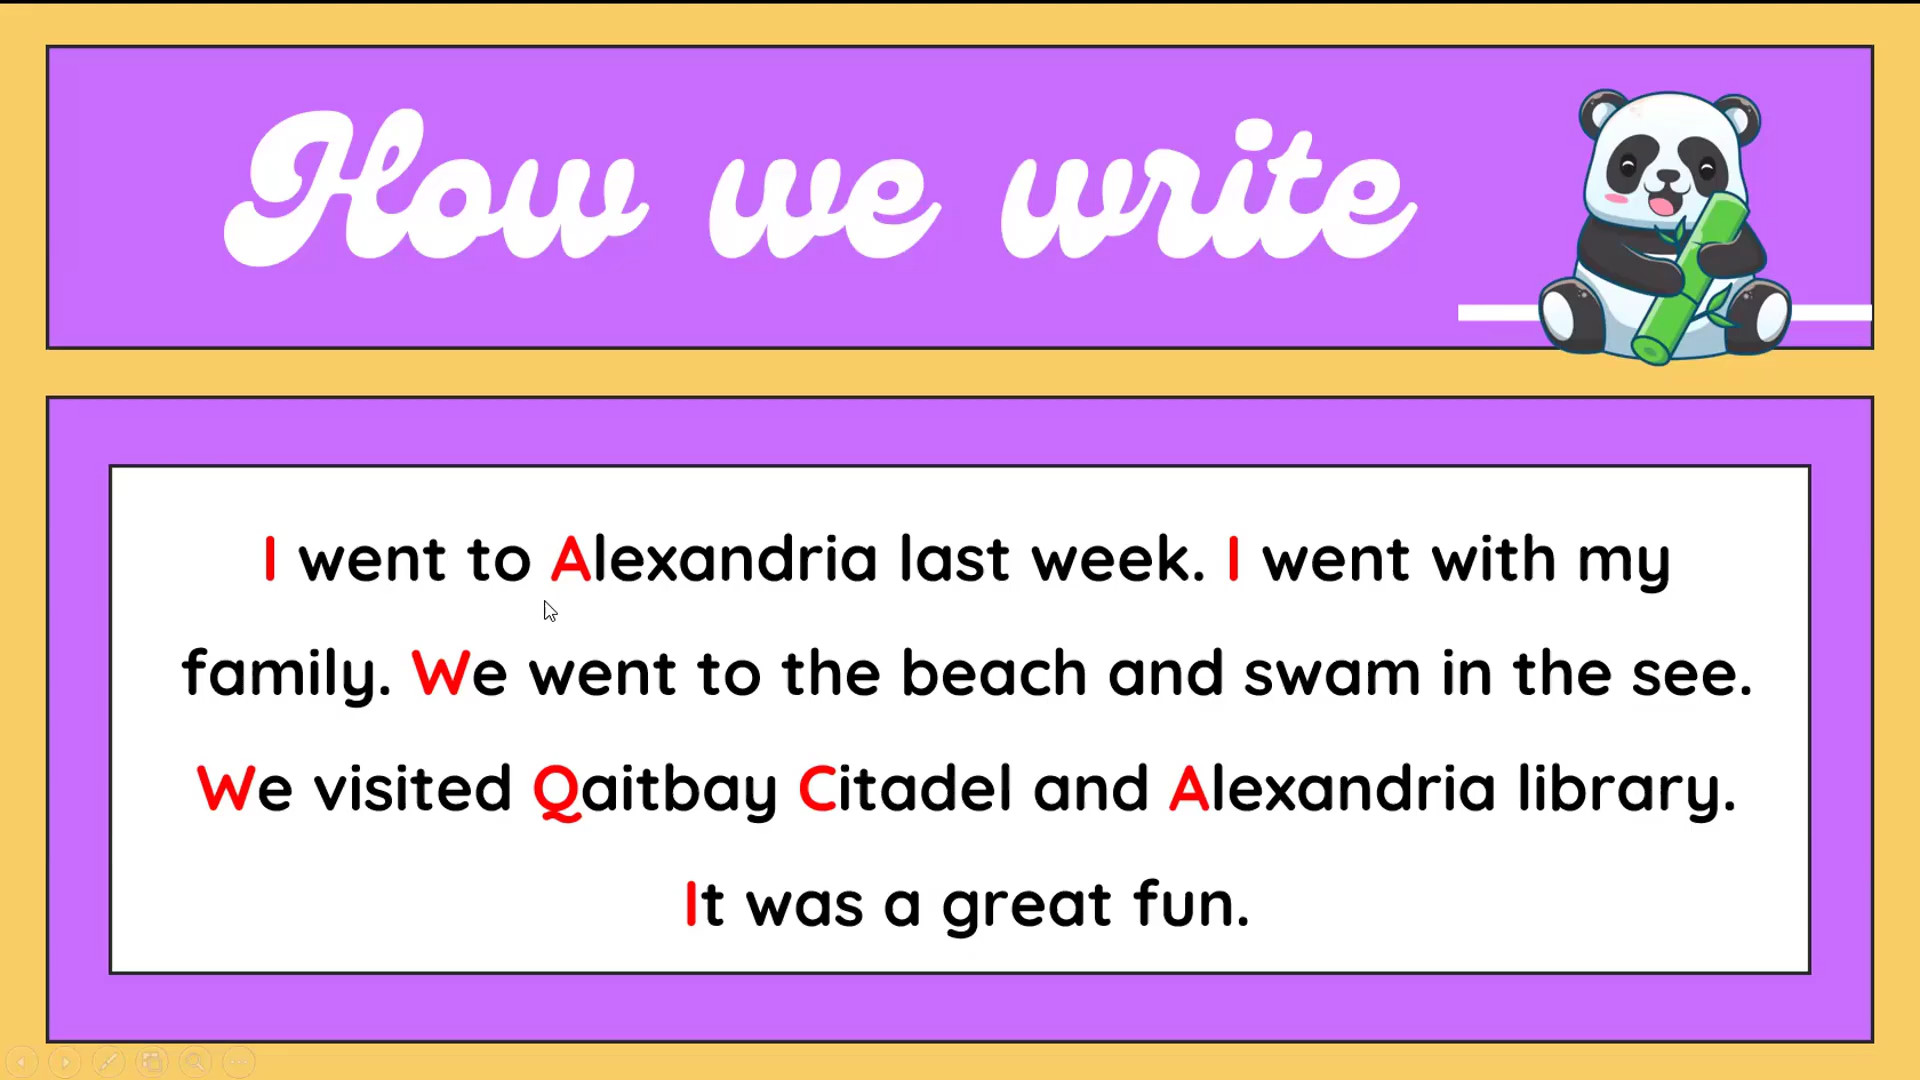 How we write
I went to Alexandria last week. I went with my
family. We went to the beach and swam in the see.
We visited Qaitbay Citadel and Alexandria library.
It was a great fun.